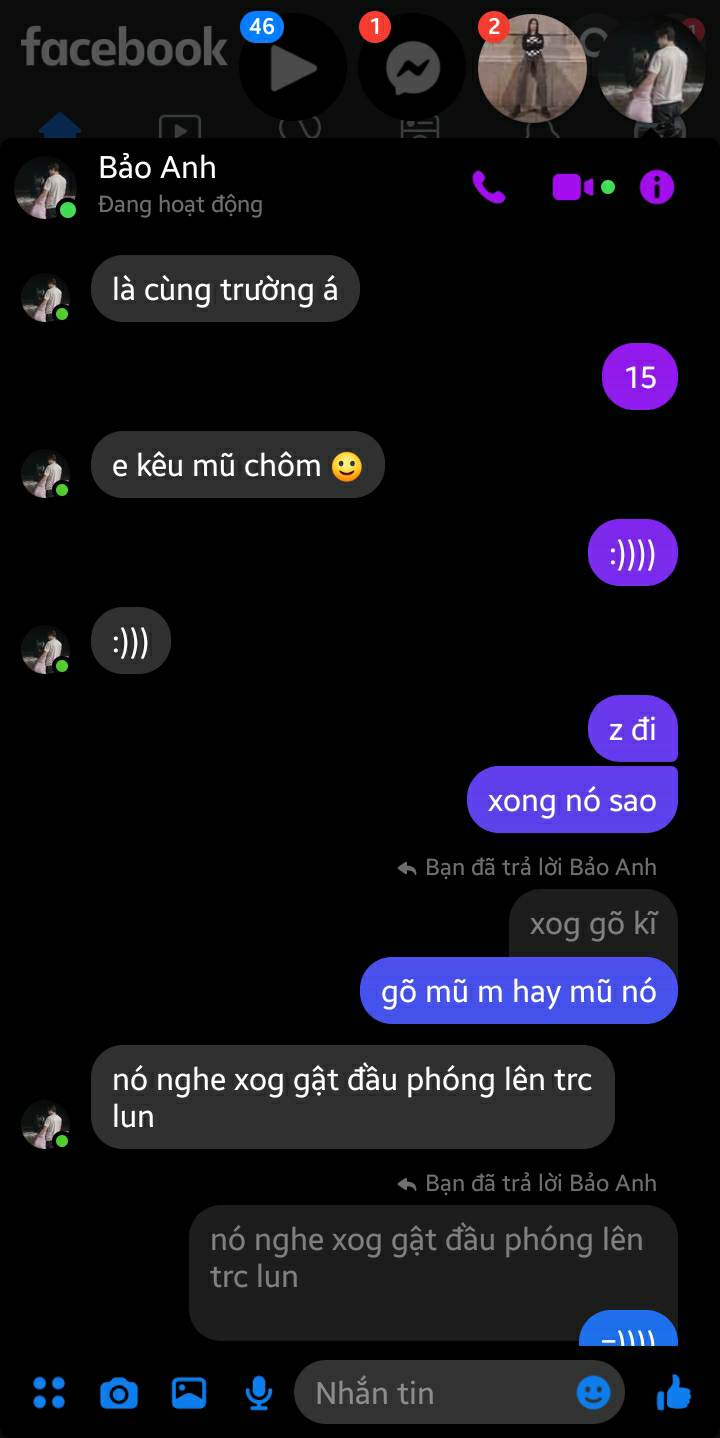 facebook
46
1
2
1
Bảo Anh
Đang hoạt động
là cùng trường á
15
e kêu mũ chôm 🙂
:))))
:)))
z đi
xong nó sao
Bạn đã trả lời Bảo Anh
xog gõ kĩ
gõ mũ m hay mũ nó
nó nghe xog gật đầu phóng lên trc
lun
Bạn đã trả lời Bảo Anh
nó nghe xog gật đầu phóng lên
trc lun
Nhắn tin